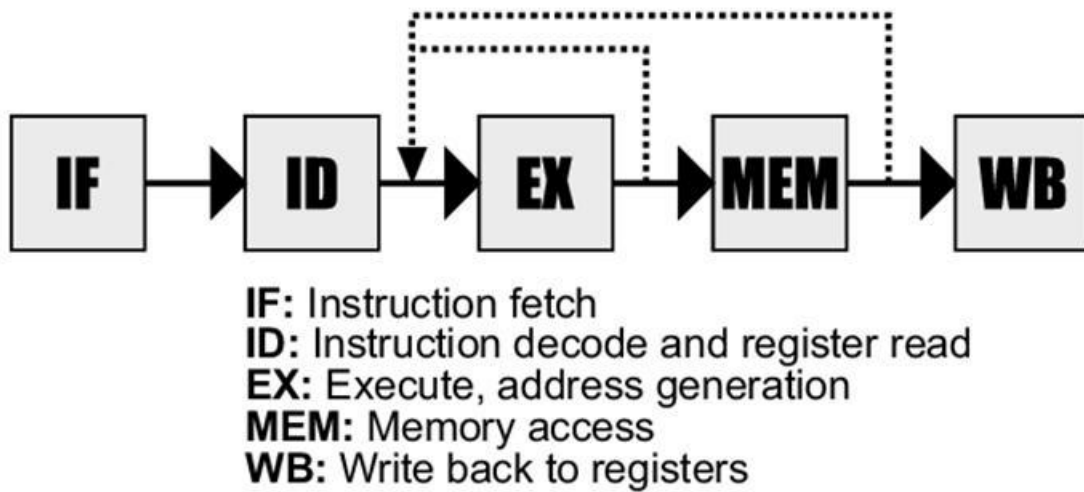 IF ID EX MEM WB
IF: Instruction fetch
ID: Instruction decode and register read
EX: Execute, address generation
MEM: Memory access
WB: Write back to registers